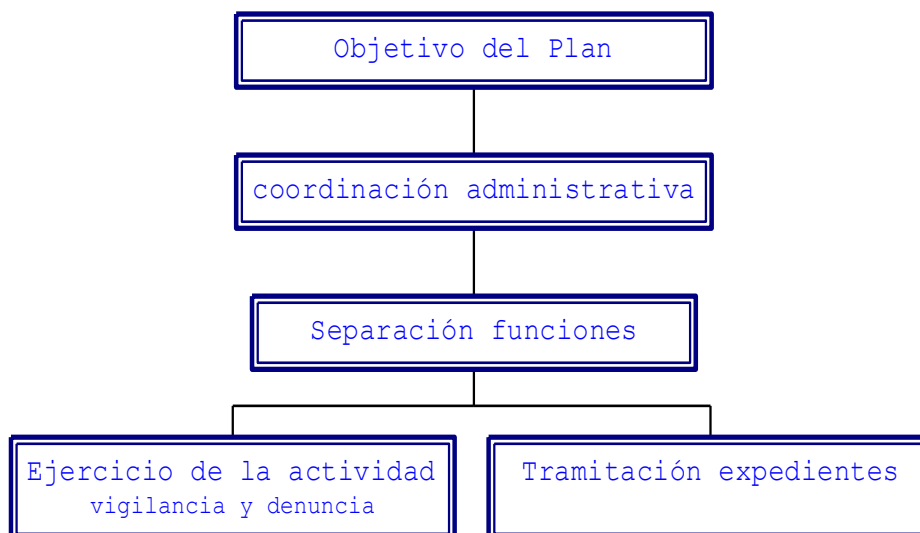 Objetivo del Plan
coordinación administrativa
Separación funciones
Ejercicio de la actividad
vigilancia y denuncia
Tramitación expedientes